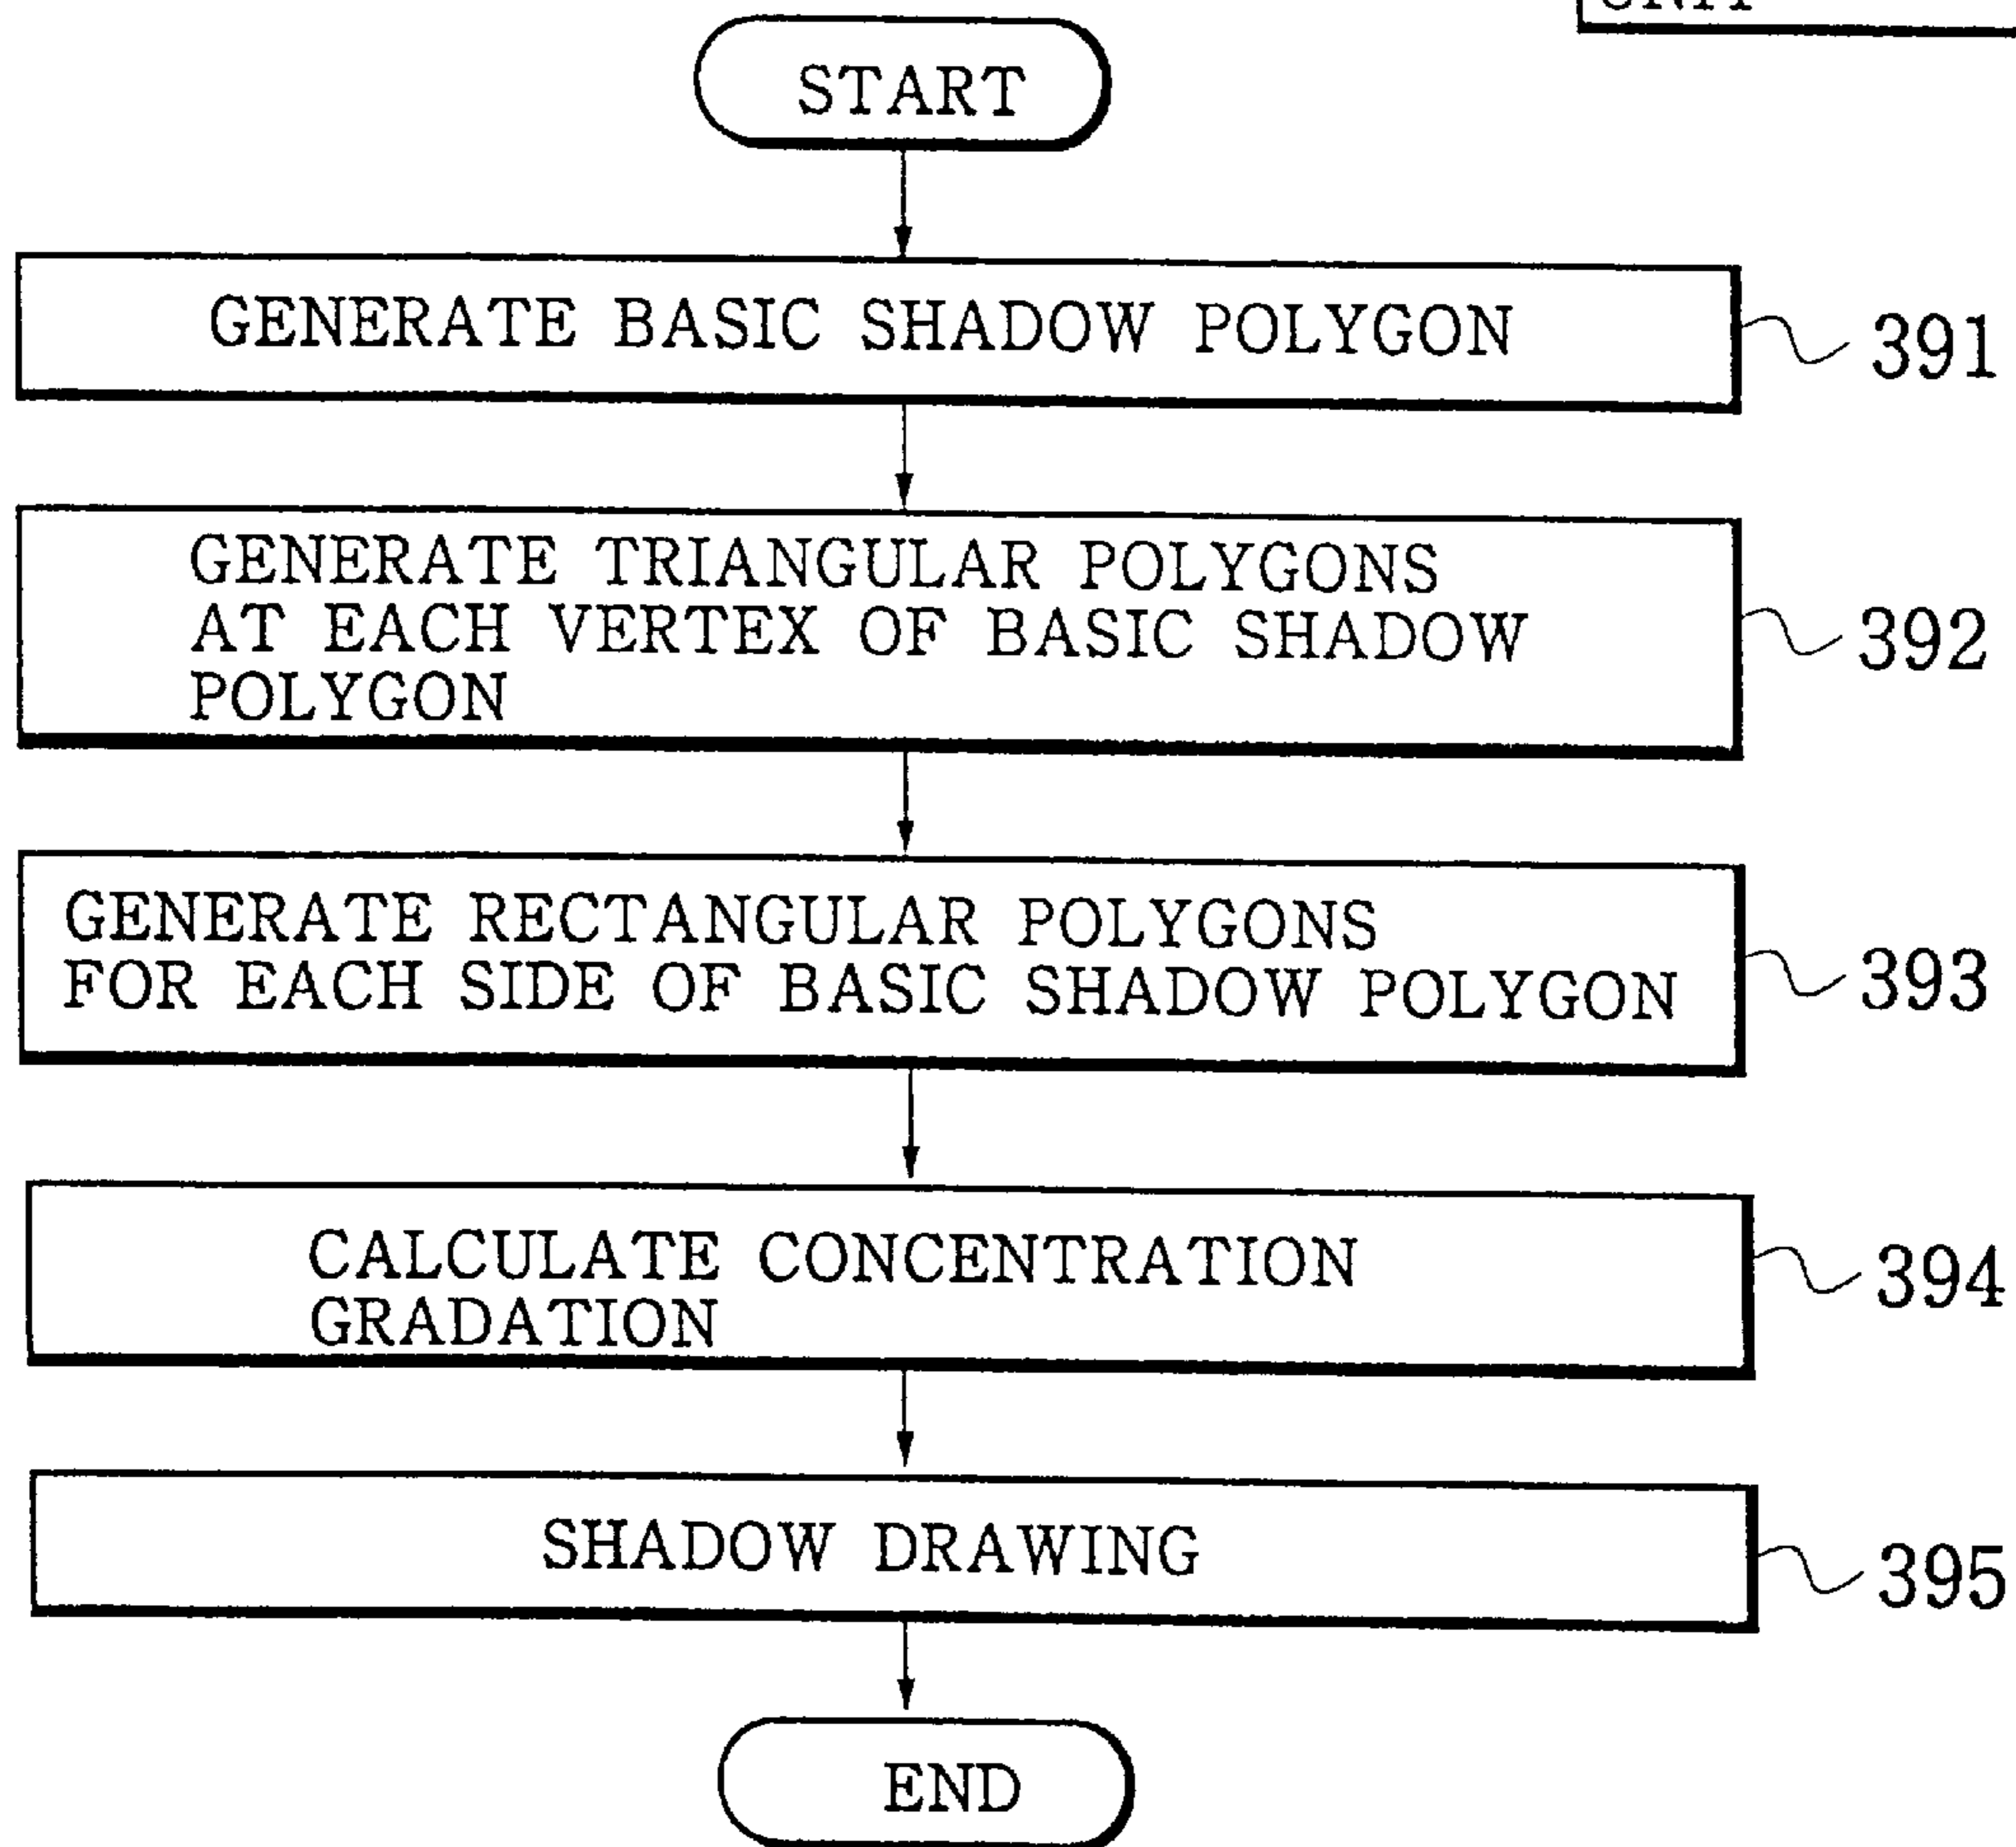 START
GENERATE BASIC SHADOW POLYGON
391
GENERATE TRIANGULAR POLYGONS
AT EACH VERTEX OF BASIC SHADOW
POLYGON
392
GENERATE RECTANGULAR POLYGONS
FOR EACH SIDE OF BASIC SHADOW POLYGON
393
CALCULATE CONCENTRATION
GRADATION
394
SHADOW DRAWING
395
END